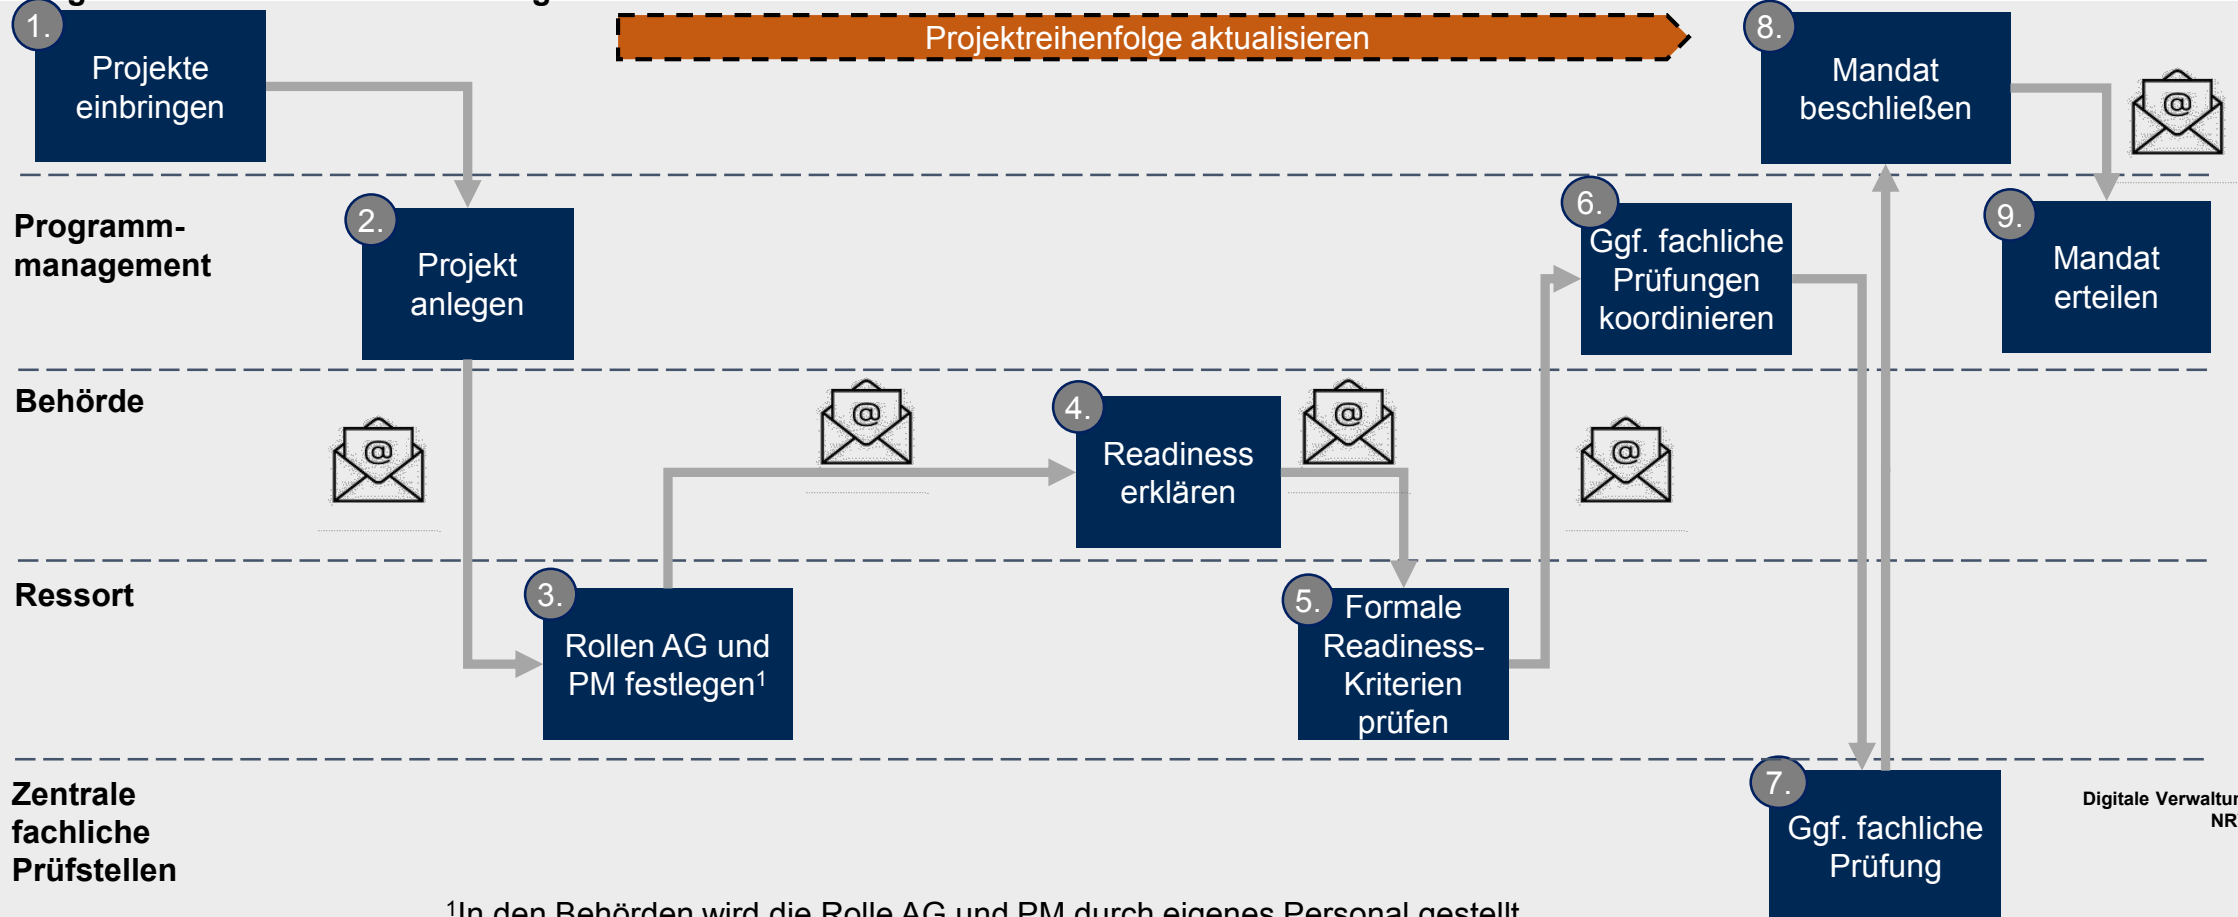 1.
Projekte
einbringen
Projektreihenfolge aktualisieren
8.
Mandat
beschließen
@
Programm-
management
2.
Projekt
anlegen
6.
Ggf. fachliche
Prüfungen
koordinieren
9.
Mandat
erteilen
Behörde
@
@
4.
Readiness
erklären
@
@
Ressort
3.
Rollen AG und
PM festlegen¹
5.
Formale
Readiness-
Kriterien
prüfen
Zentrale
fachliche
Prüfstellen
7.
Ggf. fachliche
Prüfung
Digitale
¹In den Behörden wird die Rolle AG und PM durch eigenes Personal gestellt